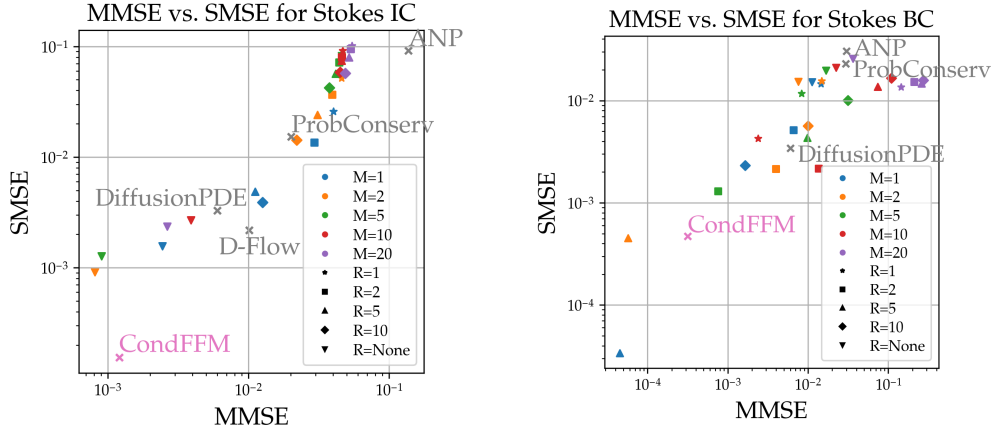 MMSE vs. SMSE for Stokes IC
SMSE
10⁻¹
10⁻²
10⁻³
ANP
ProbConserv
DiffusionPDE
D-Flow
CondFFM
M=1
M=2
M=5
M=10
M=20
R=1
R=2
R=5
R=10
R=None
10⁻³
10⁻²
10⁻¹
MMSE
MMSE vs. SMSE for Stokes BC
SMSE
10⁻²
10⁻³
10⁻⁴
ANP
ProbConserv
DiffusionPDE
CondFFM
M=1
M=2
M=5
M=10
M=20
R=1
R=2
R=5
R=10
R=None
10⁻⁴
10⁻³
10⁻²
10⁻¹
MMSE